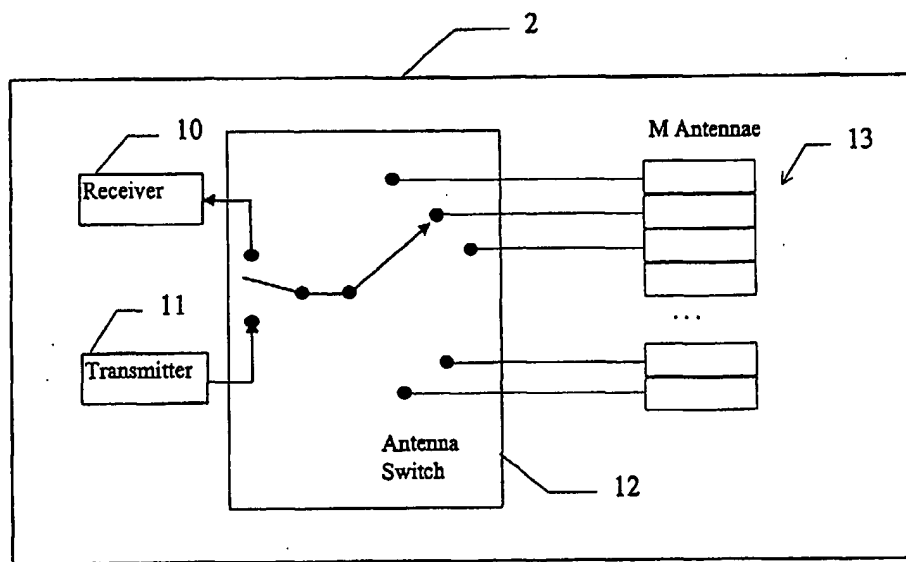 2
10
M Antennae
13
Receiver
11
Transmitter
...
Antenna
Switch
12